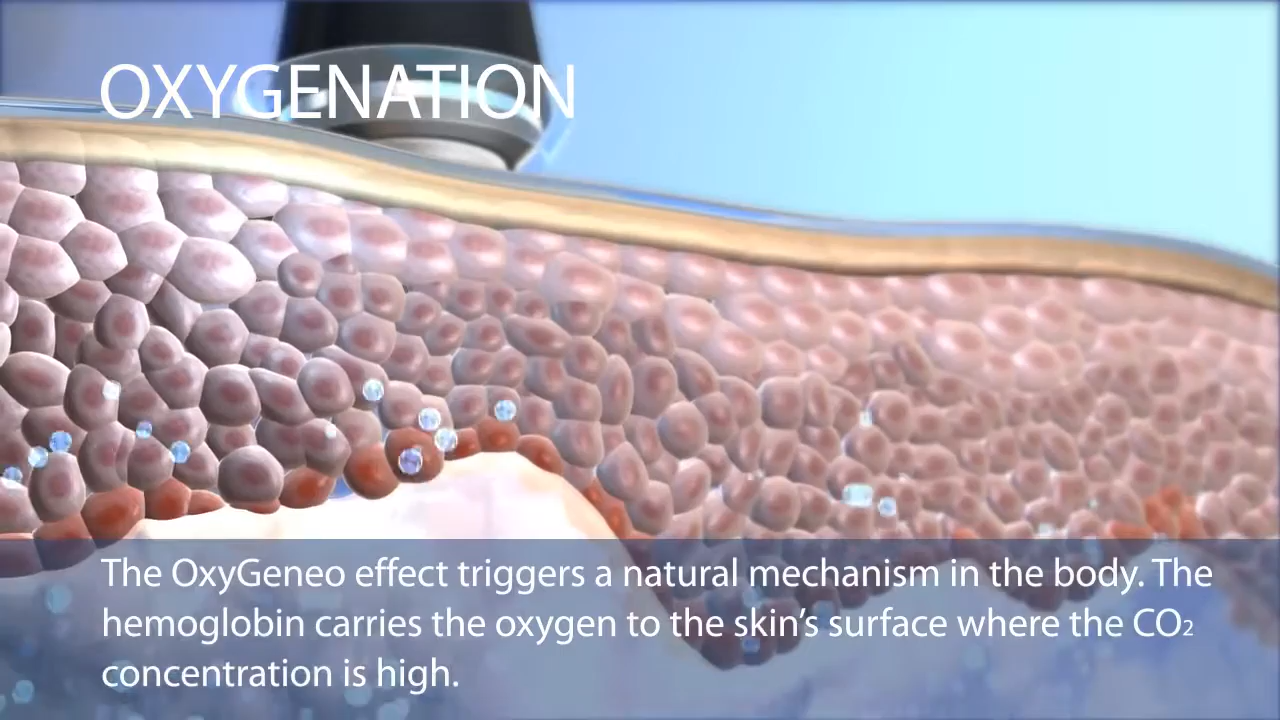 OXYGENATION
The OxyGeneo effect triggers a natural mechanism in the body. The
hemoglobin carries the oxygen to the skin’s surface where the CO₂
concentration is high.